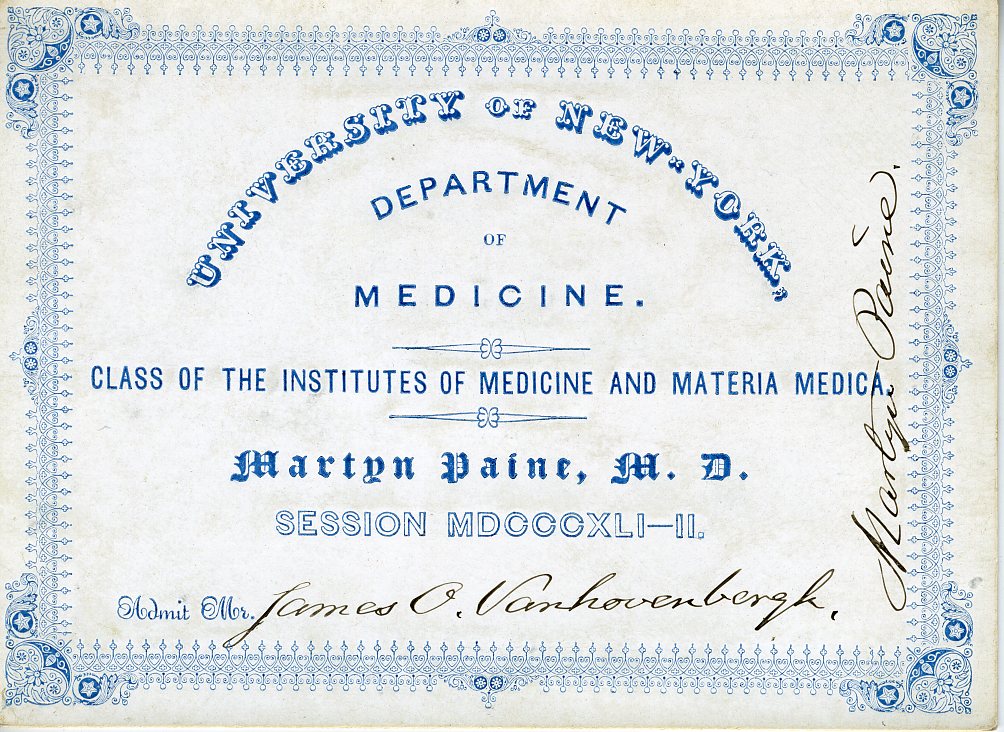 UNIVERSITY OF NEW-YORK,
DEPARTMENT
OF
MEDICINE.
CLASS OF THE INSTITUTES OF MEDICINE AND MATERIA MEDICA.
Martyn Paine, M. D.
SESSION MDCCCXLI—II.
Admit Mr. James O. Vanhovenbergh.
Martyn Paine.